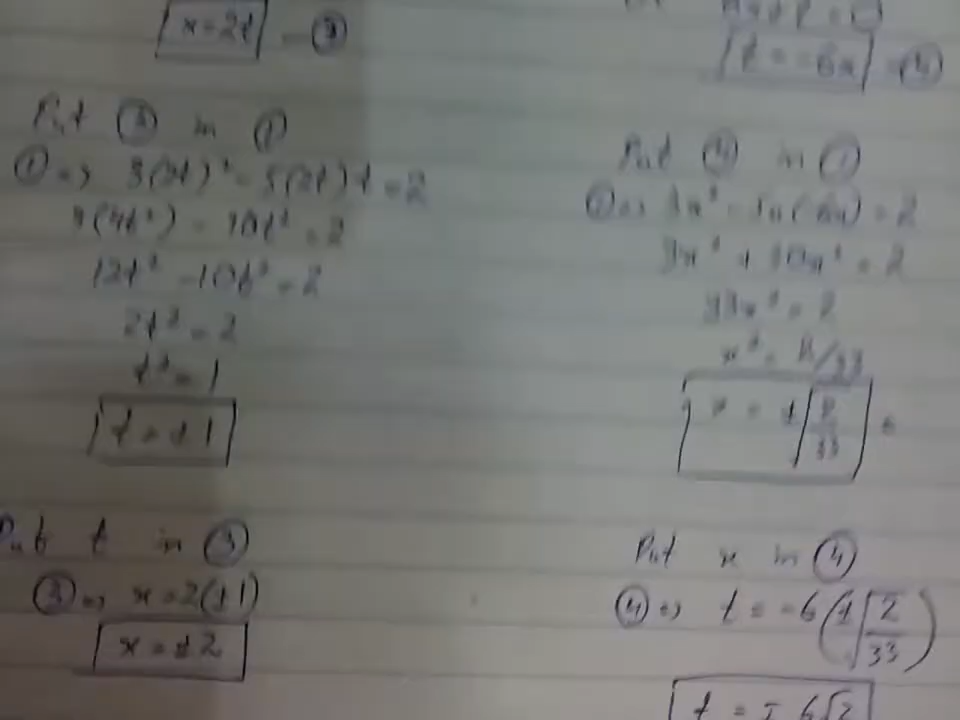 x = 2t — ③
Put ③ in ①
① => 3(2t)² - 5(2t)t = 2
3(4t²) - 10t² = 2
12t² - 10t² = 2
2t² = 2
t² = 1
t = ±1
Put t in ③
③ => x = 2(±1)
x = ±2
t = -6x — ④
Put ④ in ①
① => 3x² - 5x(-6x) = 2
3x² + 30x² = 2
33x² = 2
x² = 2/33
x = ±√(2/33)
Put x in ④
④ => t = -6(±√(2/33))
t = ∓ 6√2